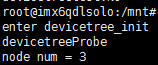 root@imx6qdlsolo:/mnt#
enter devicetree_init
devicetreeProbe
node num = 3